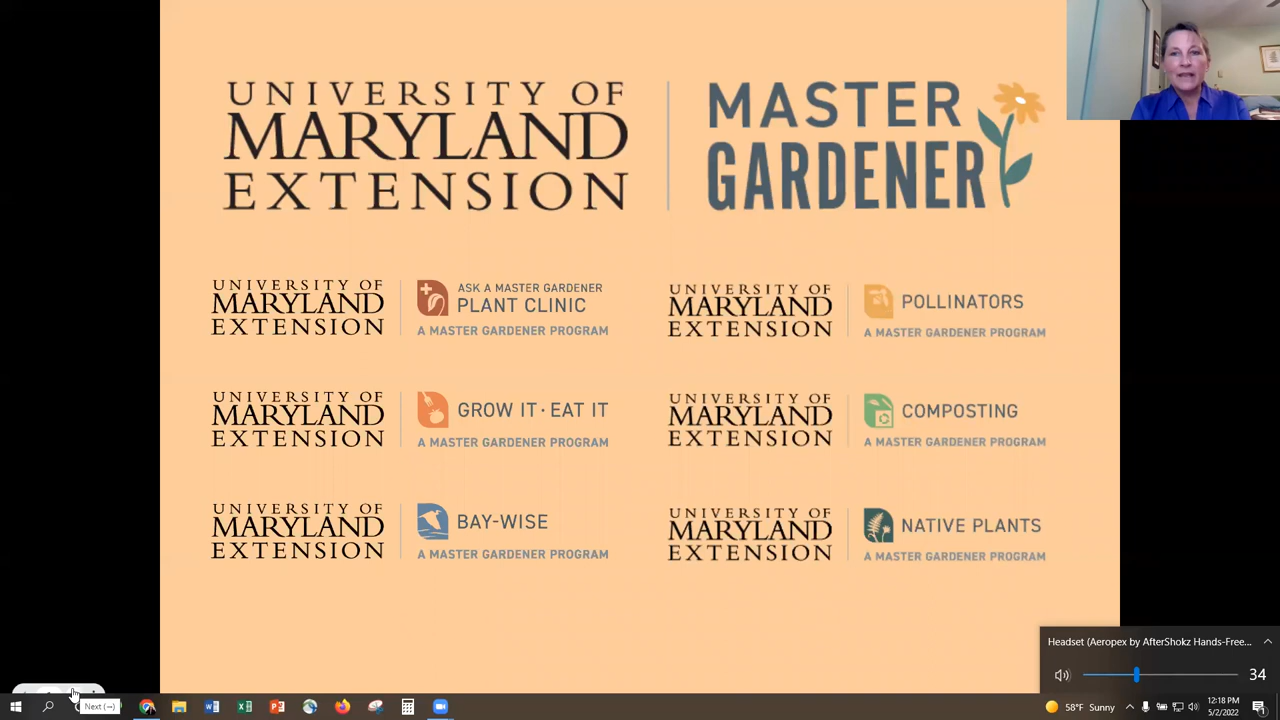 UNIVERSITY OF
MARYLAND
EXTENSION
MASTER
GARDENER
UNIVERSITY OF
MARYLAND
EXTENSION
ASK A MASTER GARDENER
PLANT CLINIC
A MASTER GARDENER PROGRAM
UNIVERSITY OF
MARYLAND
EXTENSION
POLLINATORS
A MASTER GARDENER PROGRAM
UNIVERSITY OF
MARYLAND
EXTENSION
GROW IT · EAT IT
A MASTER GARDENER PROGRAM
UNIVERSITY OF
MARYLAND
EXTENSION
COMPOSTING
A MASTER GARDENER PROGRAM
UNIVERSITY OF
MARYLAND
EXTENSION
BAY-WISE
A MASTER GARDENER PROGRAM
UNIVERSITY OF
MARYLAND
EXTENSION
NATIVE PLANTS
A MASTER GARDENER PROGRAM
Headset (Aeropex by AfterShokz Hands-Free...
34
Next (→)
58°F Sunny
12:18 PM
5/2/2022